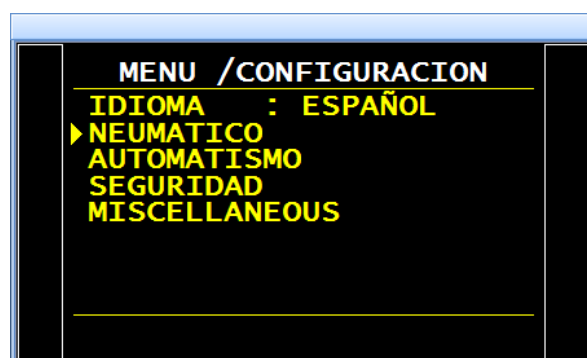 MENU /CONFIGURACION
IDIOMA : ESPAÑOL
NEUMATICO
AUTOMATISMO
SEGURIDAD
MISCELLANEOUS